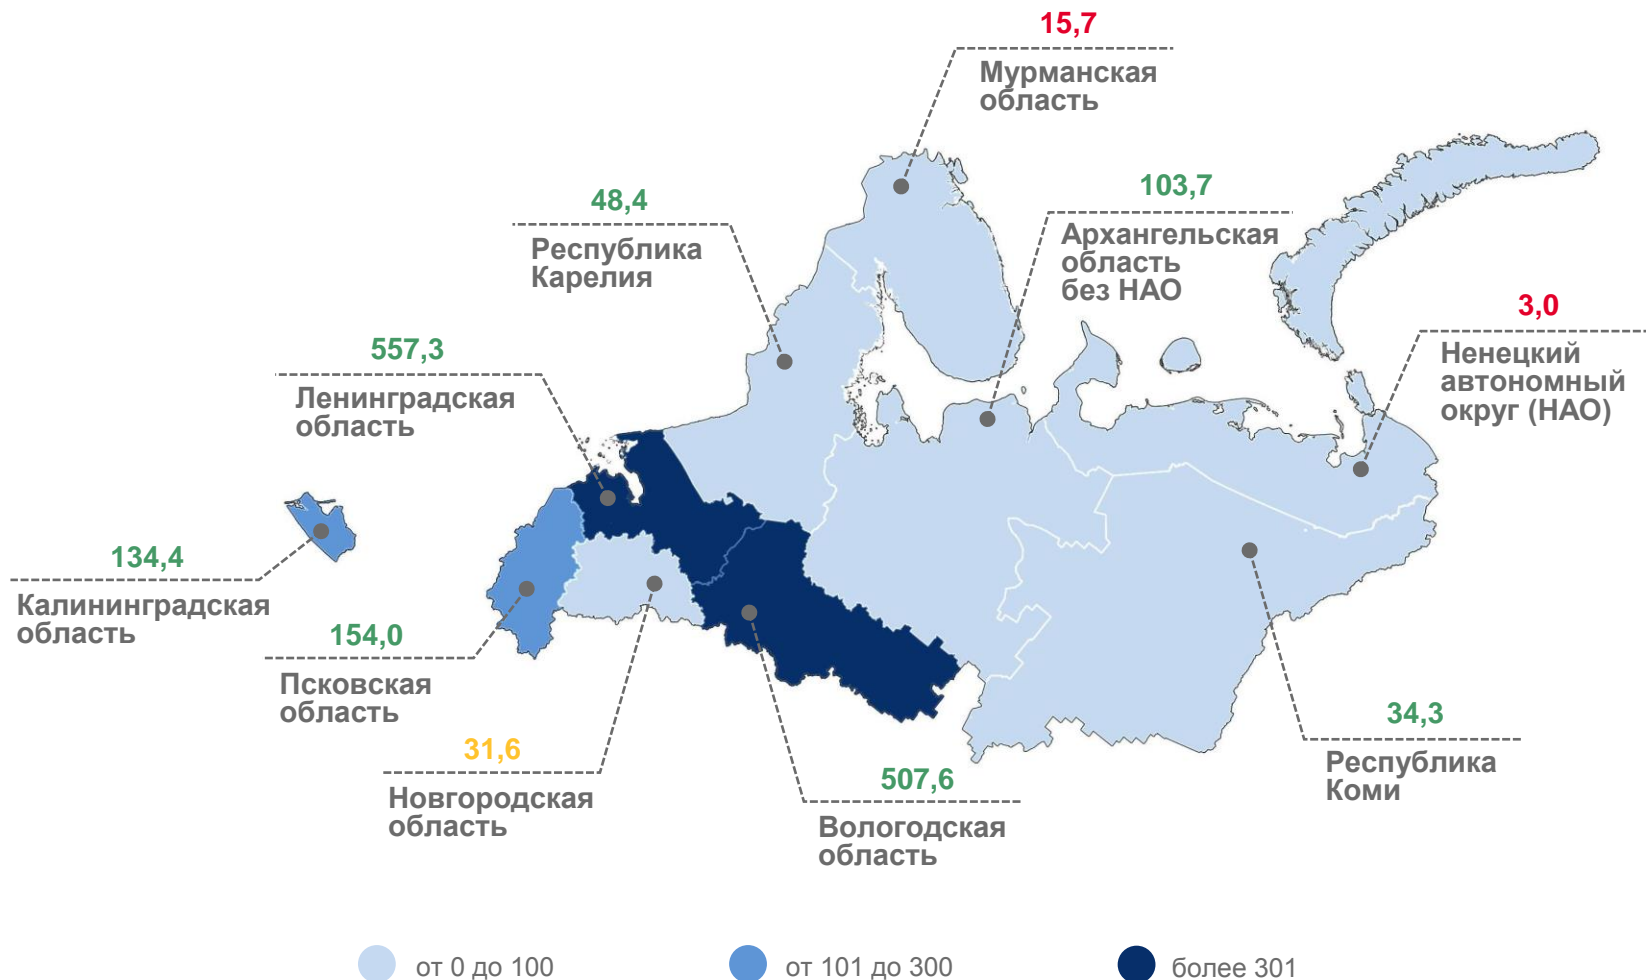 15,7
Мурманская
область
103,7
Архангельская
область
без НАО
48,4
Республика
Карелия
3,0
Ненецкий
автономный
округ (НАО)
557,3
Ленинградская
область
134,4
Калининградская
область
154,0
Псковская
область
31,6
Новгородская
область
507,6
Вологодская
область
34,3
Республика
Коми
от 0 до 100
от 101 до 300
более 301